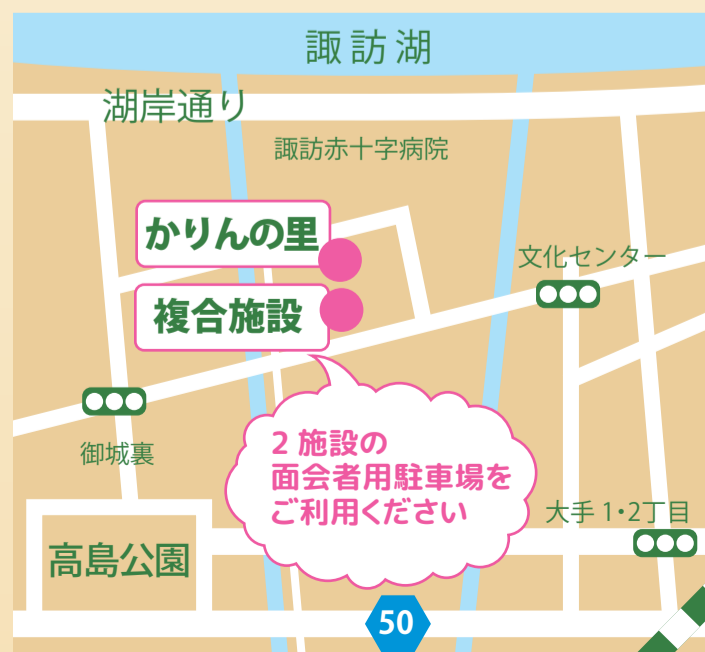 諏訪湖
湖岸通り
諏訪赤十字病院
かりんの里
文化センター
複合施設
御城裏
2 施設の
面会者用駐車場を
ご利用ください
大手 1・2丁目
高島公園
50